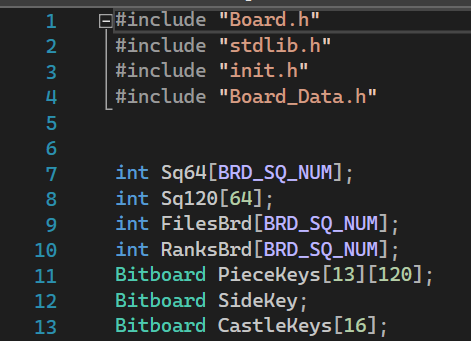 1 #include "Board.h"
2 #include "stdlib.h"
3 #include "init.h"
4 #include "Board_Data.h"
5
6
7 int Sq64[BRD_SQ_NUM];
8 int Sq120[64];
9 int FilesBrd[BRD_SQ_NUM];
10 int RanksBrd[BRD_SQ_NUM];
11 Bitboard PieceKeys[13][120];
12 Bitboard SideKey;
13 Bitboard CastleKeys[16];